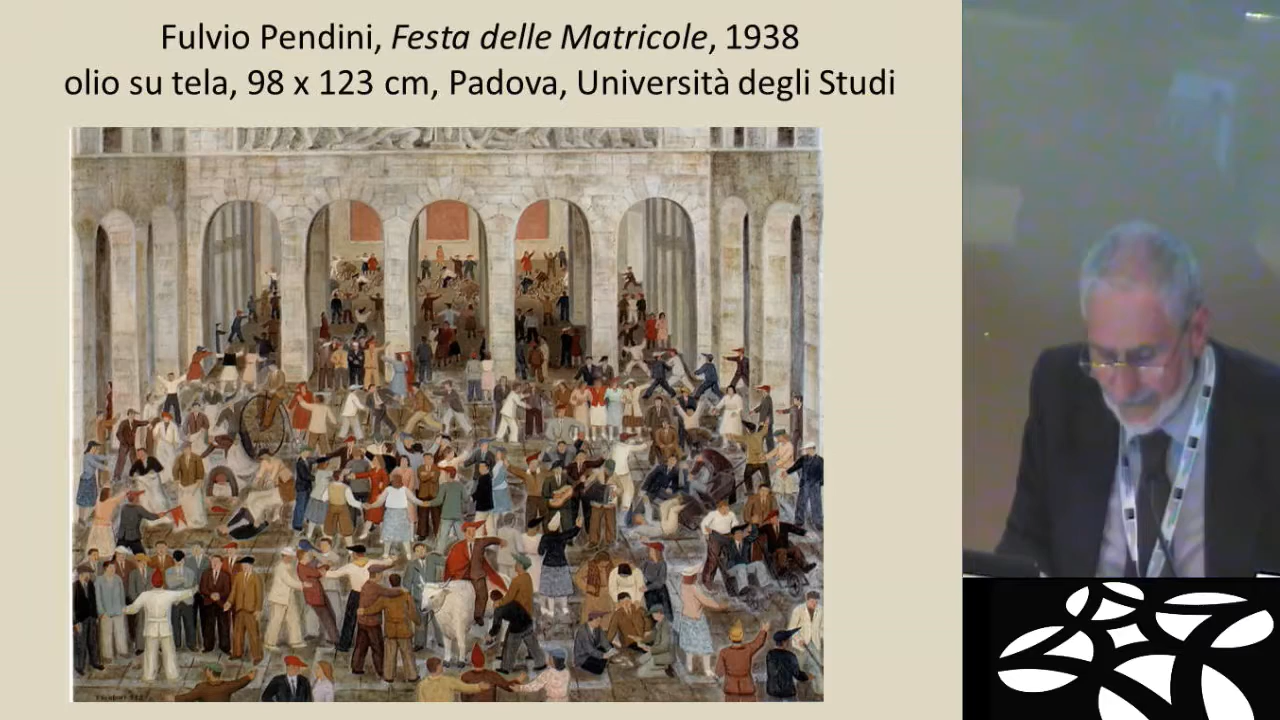 Fulvio Pendini, Festa delle Matricole, 1938
olio su tela, 98 x 123 cm, Padova, Università degli Studi